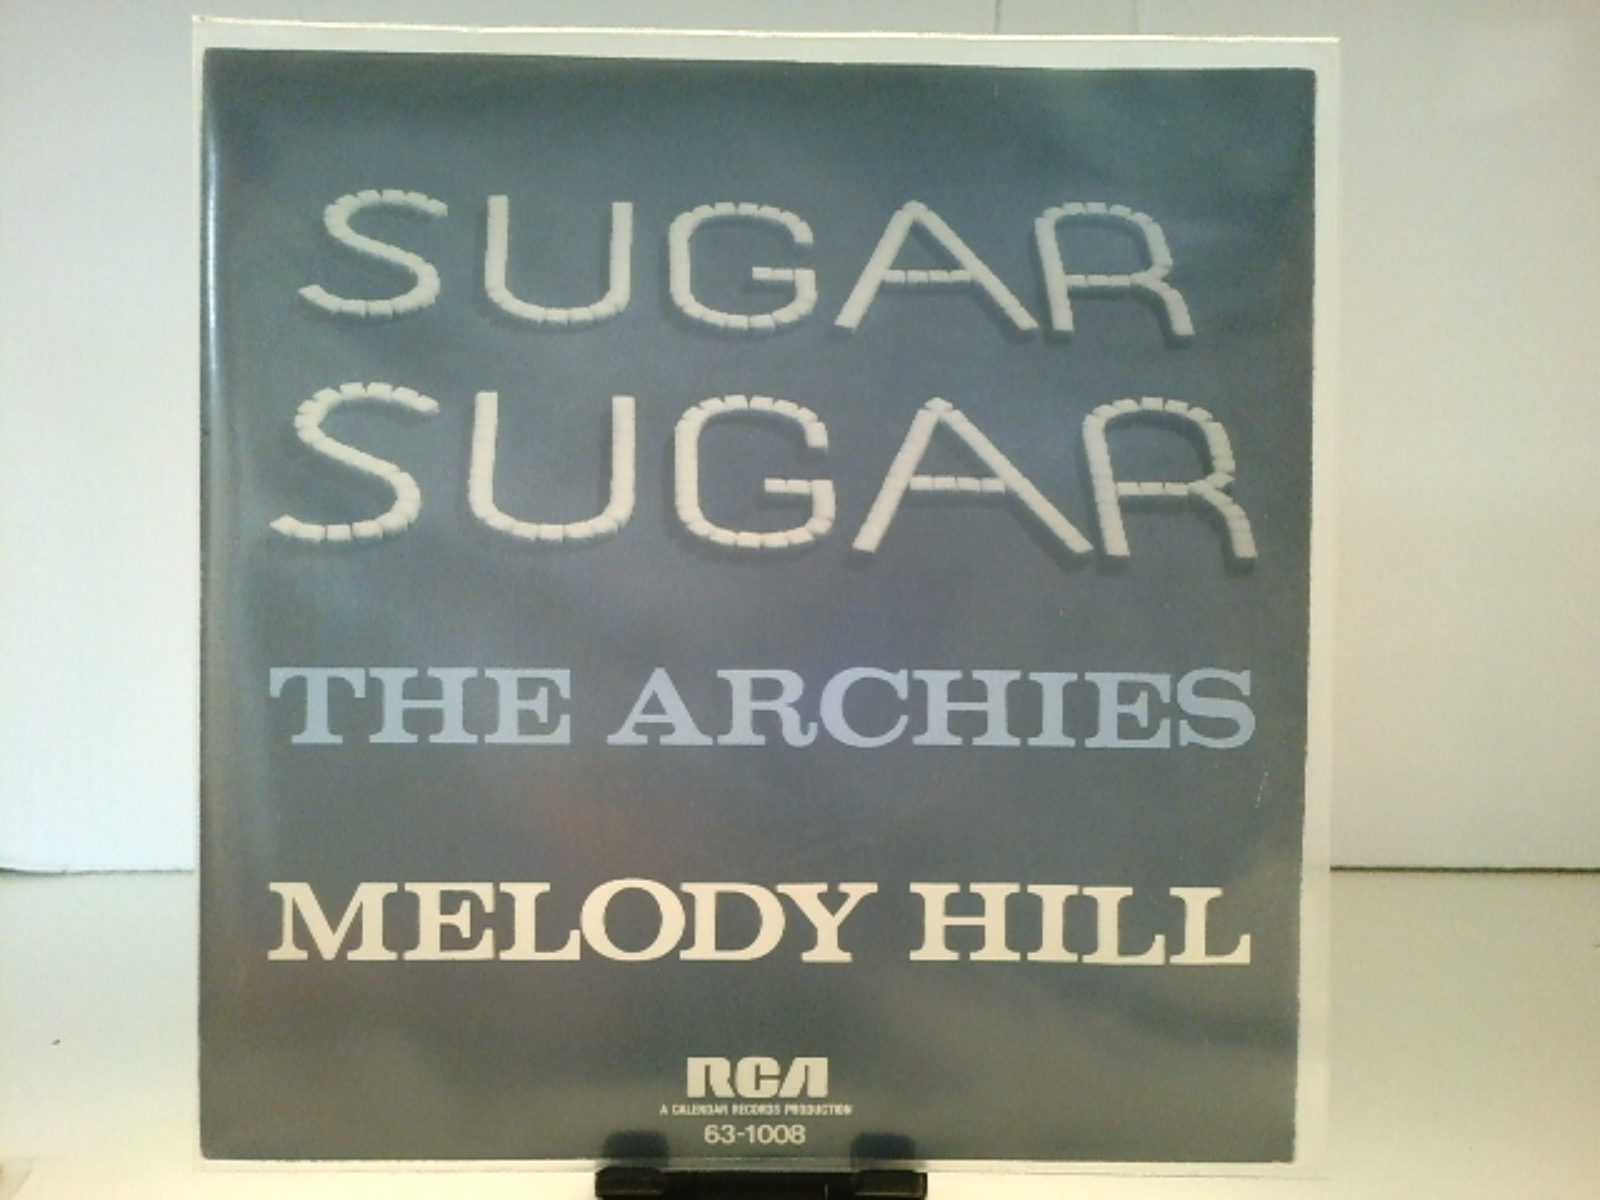 SUGAR
SUGAR
THE ARCHIES
MELODY HILL
RCA
A CALENDAR RECORDS PRODUCTION
63-1008